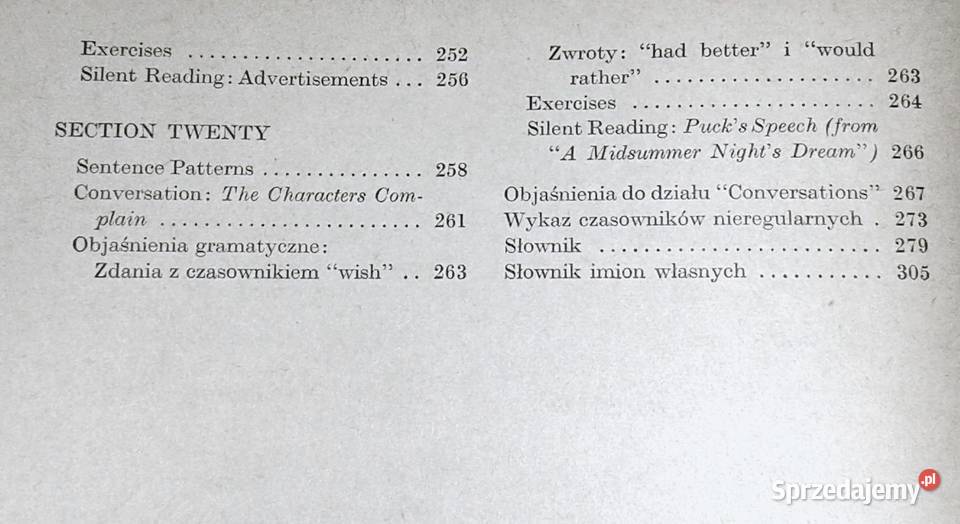 Exercises ........................ 252
Silent Reading: Advertisements ... 256
SECTION TWENTY
Sentence Patterns ............... 258
Conversation: The Characters Com-
plain ........................ 261
Objaśnienia gramatyczne:
Zdania z czasownikiem “wish” .. 263
Zwroty: “had better” i “would
rather” .................... 263
Exercises ...................... 264
Silent Reading: Puck's Speech (from
“A Midsummer Night's Dream”) 266
Objaśnienia do działu “Conversations” 267
Wykaz czasowników nieregularnych . 273
Słownik .......................... 279
Słownik imion własnych ........... 305
Sprzedajemy.pl